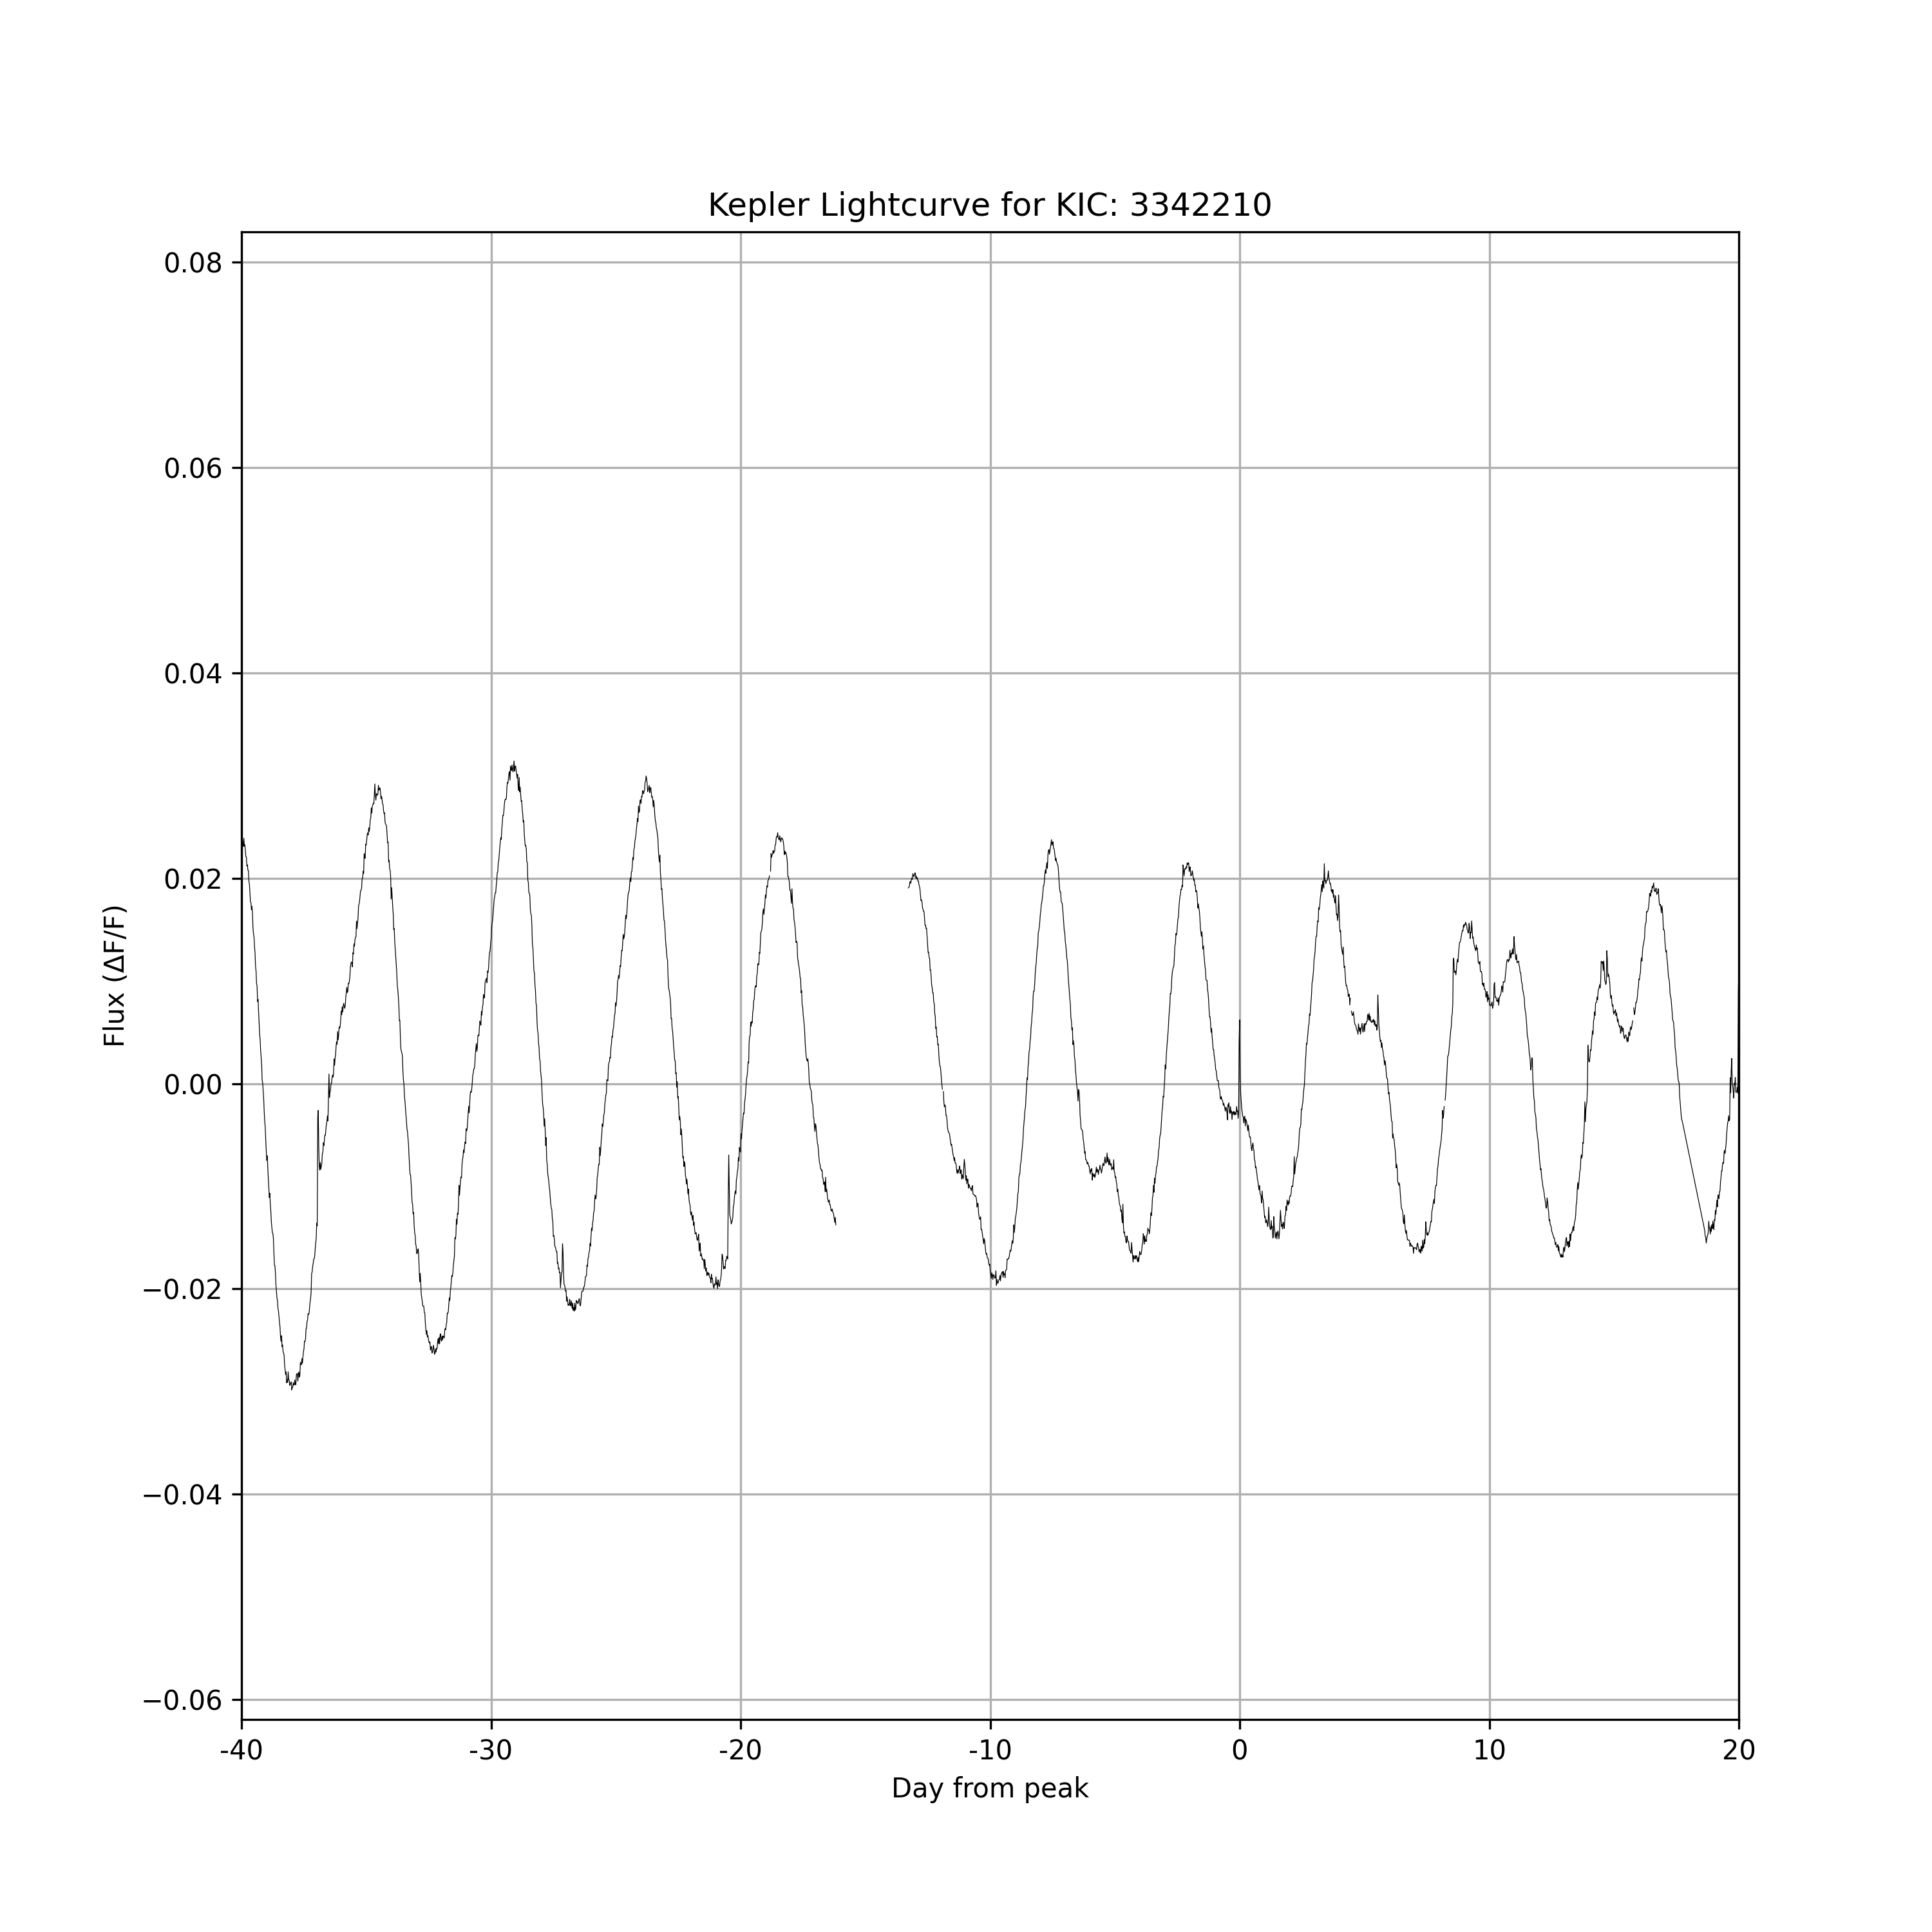 Kepler Lightcurve for KIC: 3342210
0.08
0.06
0.04
0.02
0.00
−0.02
−0.04
−0.06
Flux (ΔF/F)
-40 -30 -20 -10 0 10 20
Day from peak